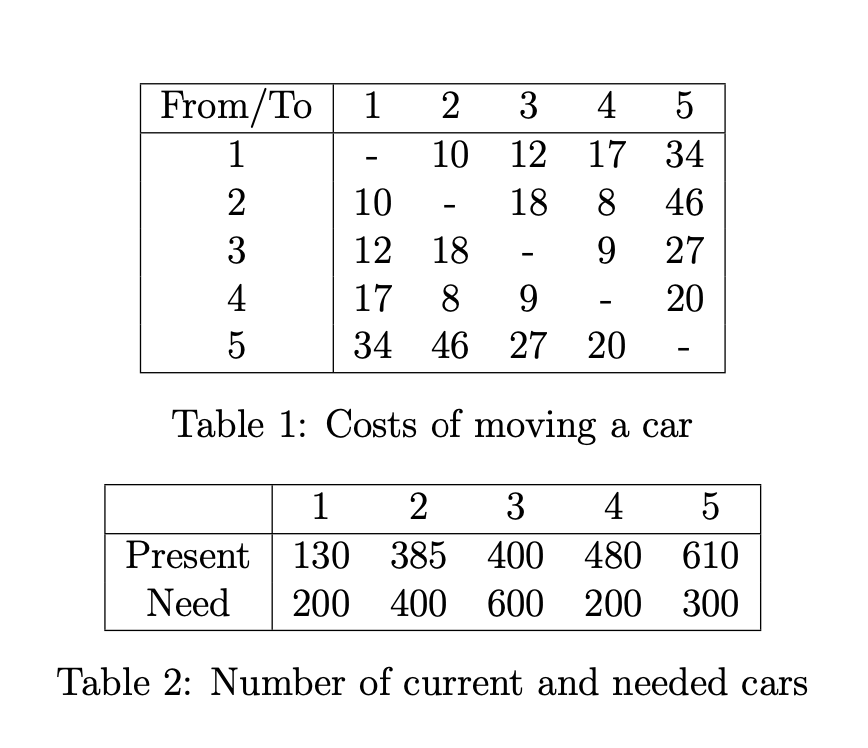 From/To 1 2 3 4 5
1 - 10 12 17 34
2 10 - 18 8 46
3 12 18 - 9 27
4 17 8 9 - 20
5 34 46 27 20 -
Table 1: Costs of moving a car
1 2 3 4 5
Present 130 385 400 480 610
Need 200 400 600 200 300
Table 2: Number of current and needed cars